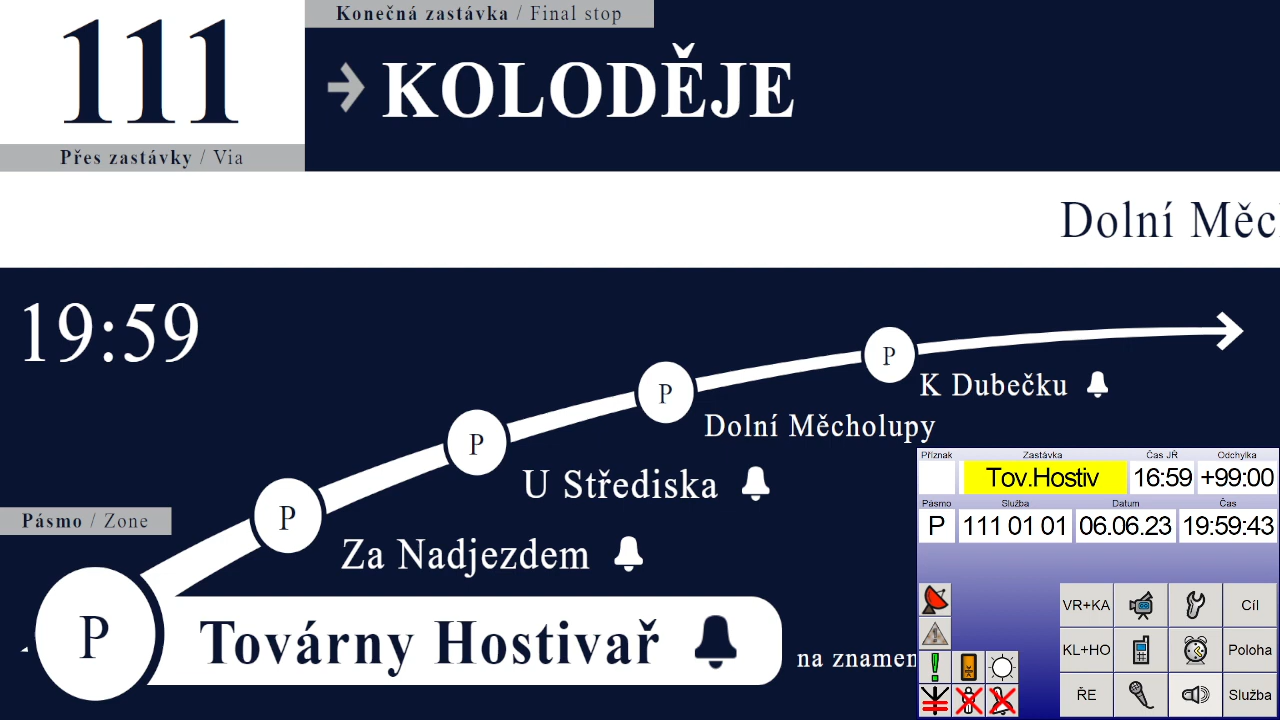 111
Konečná zastávka / Final stop
KOLODĚJE
Přes zastávky / Via
Dolní Měc
19:59
P
K Dubečku
P
Dolní Měcholupy
P
U Střediska
P
Za Nadjezdem
Pásmo / Zone
P
Továrny Hostivař
na znamen
Příznak Zastávka Čas JŘ Odchylka
Tov.Hostiv 16:59 +99:00
Pásmo Služba Datum Čas
P 111 01 01 06.06.23 19:59:43
VR+KA Cíl
KL+HO Poloha
ŘE Služba